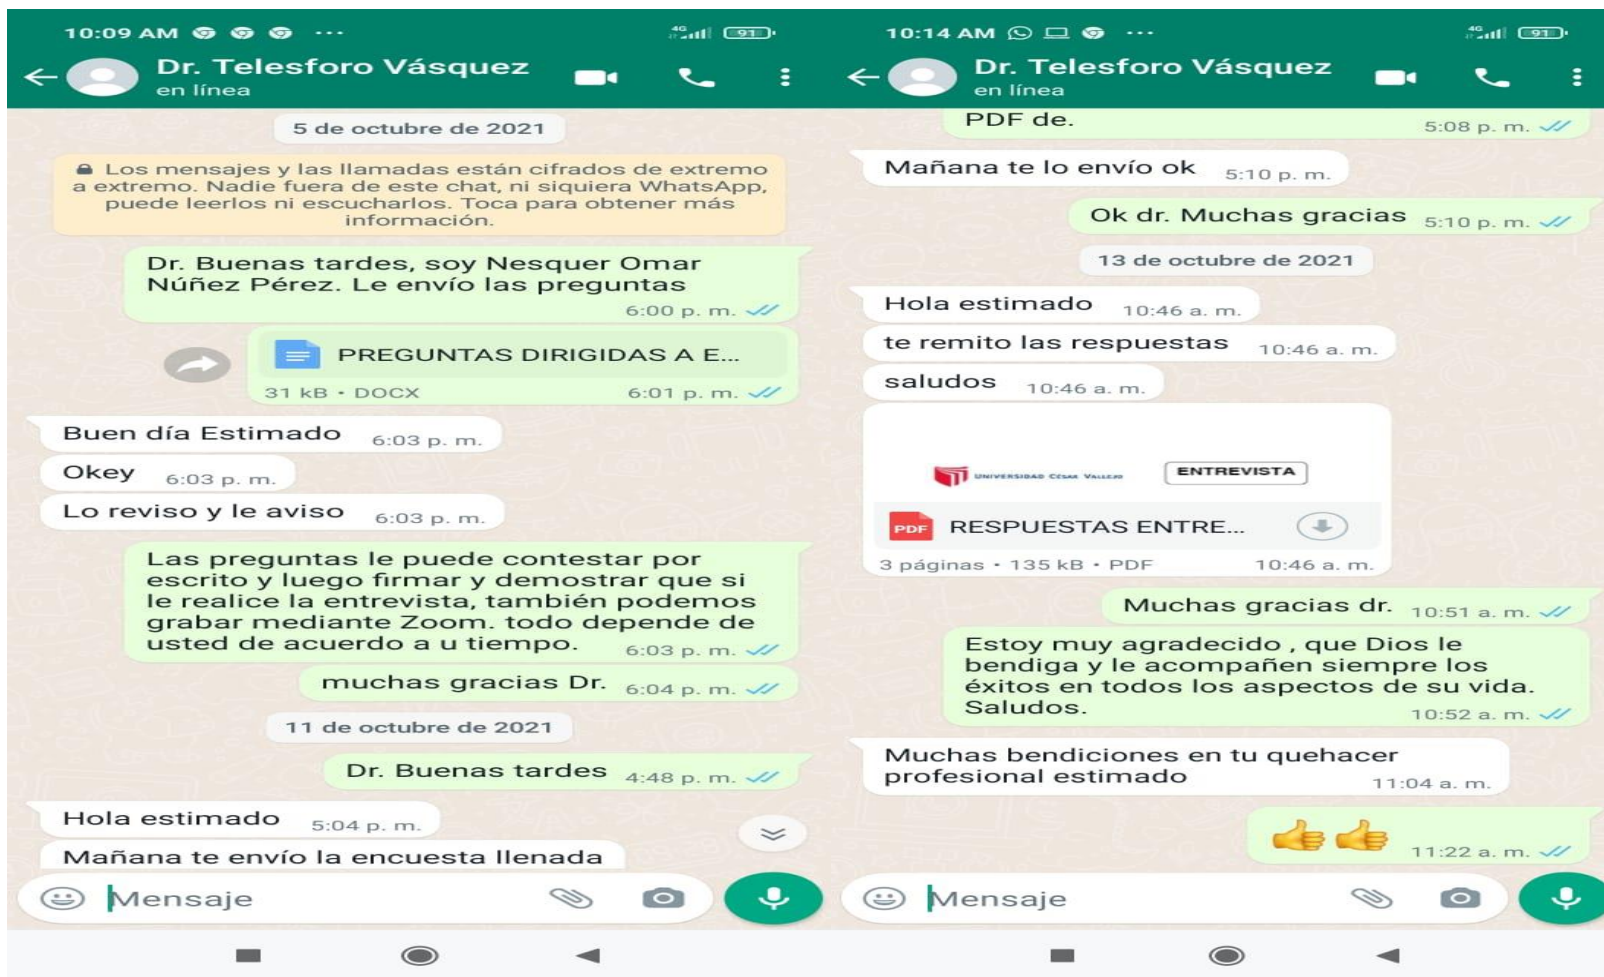 10:09 AM ...
4G 91
Dr. Telesforo Vásquez
en línea
5 de octubre de 2021
Los mensajes y las llamadas están cifrados de extremo
a extremo. Nadie fuera de este chat, ni siquiera WhatsApp,
puede leerlos ni escucharlos. Toca para obtener más
información.
Dr. Buenas tardes, soy Nesquer Omar
Núñez Pérez. Le envío las preguntas
6:00 p. m.
PREGUNTAS DIRIGIDAS A E...
31 kB • DOCX 6:01 p. m.
Buen día Estimado 6:03 p. m.
Okey 6:03 p. m.
Lo reviso y le aviso 6:03 p. m.
Las preguntas le puede contestar por
escrito y luego firmar y demostrar que si
le realice la entrevista, también podemos
grabar mediante Zoom. todo depende de
usted de acuerdo a u tiempo. 6:03 p. m.
muchas gracias Dr. 6:04 p. m.
11 de octubre de 2021
Dr. Buenas tardes 4:48 p. m.
Hola estimado 5:04 p. m.
Mañana te envío la encuesta llenada
Mensaje
10:14 AM ...
4G 91
Dr. Telesforo Vásquez
en línea
PDF de. 5:08 p. m.
Mañana te lo envío ok 5:10 p. m.
Ok dr. Muchas gracias 5:10 p. m.
13 de octubre de 2021
Hola estimado 10:46 a. m.
te remito las respuestas 10:46 a. m.
saludos 10:46 a. m.
UNIVERSIDAD CÉSAR VALLEJO ENTREVISTA
PDF RESPUESTAS ENTRE...
3 páginas • 135 kB • PDF 10:46 a. m.
Muchas gracias dr. 10:51 a. m.
Estoy muy agradecido , que Dios le
bendiga y le acompañen siempre los
éxitos en todos los aspectos de su vida.
Saludos. 10:52 a. m.
Muchas bendiciones en tu quehacer
profesional estimado 11:04 a. m.
👍👍 11:22 a. m.
Mensaje